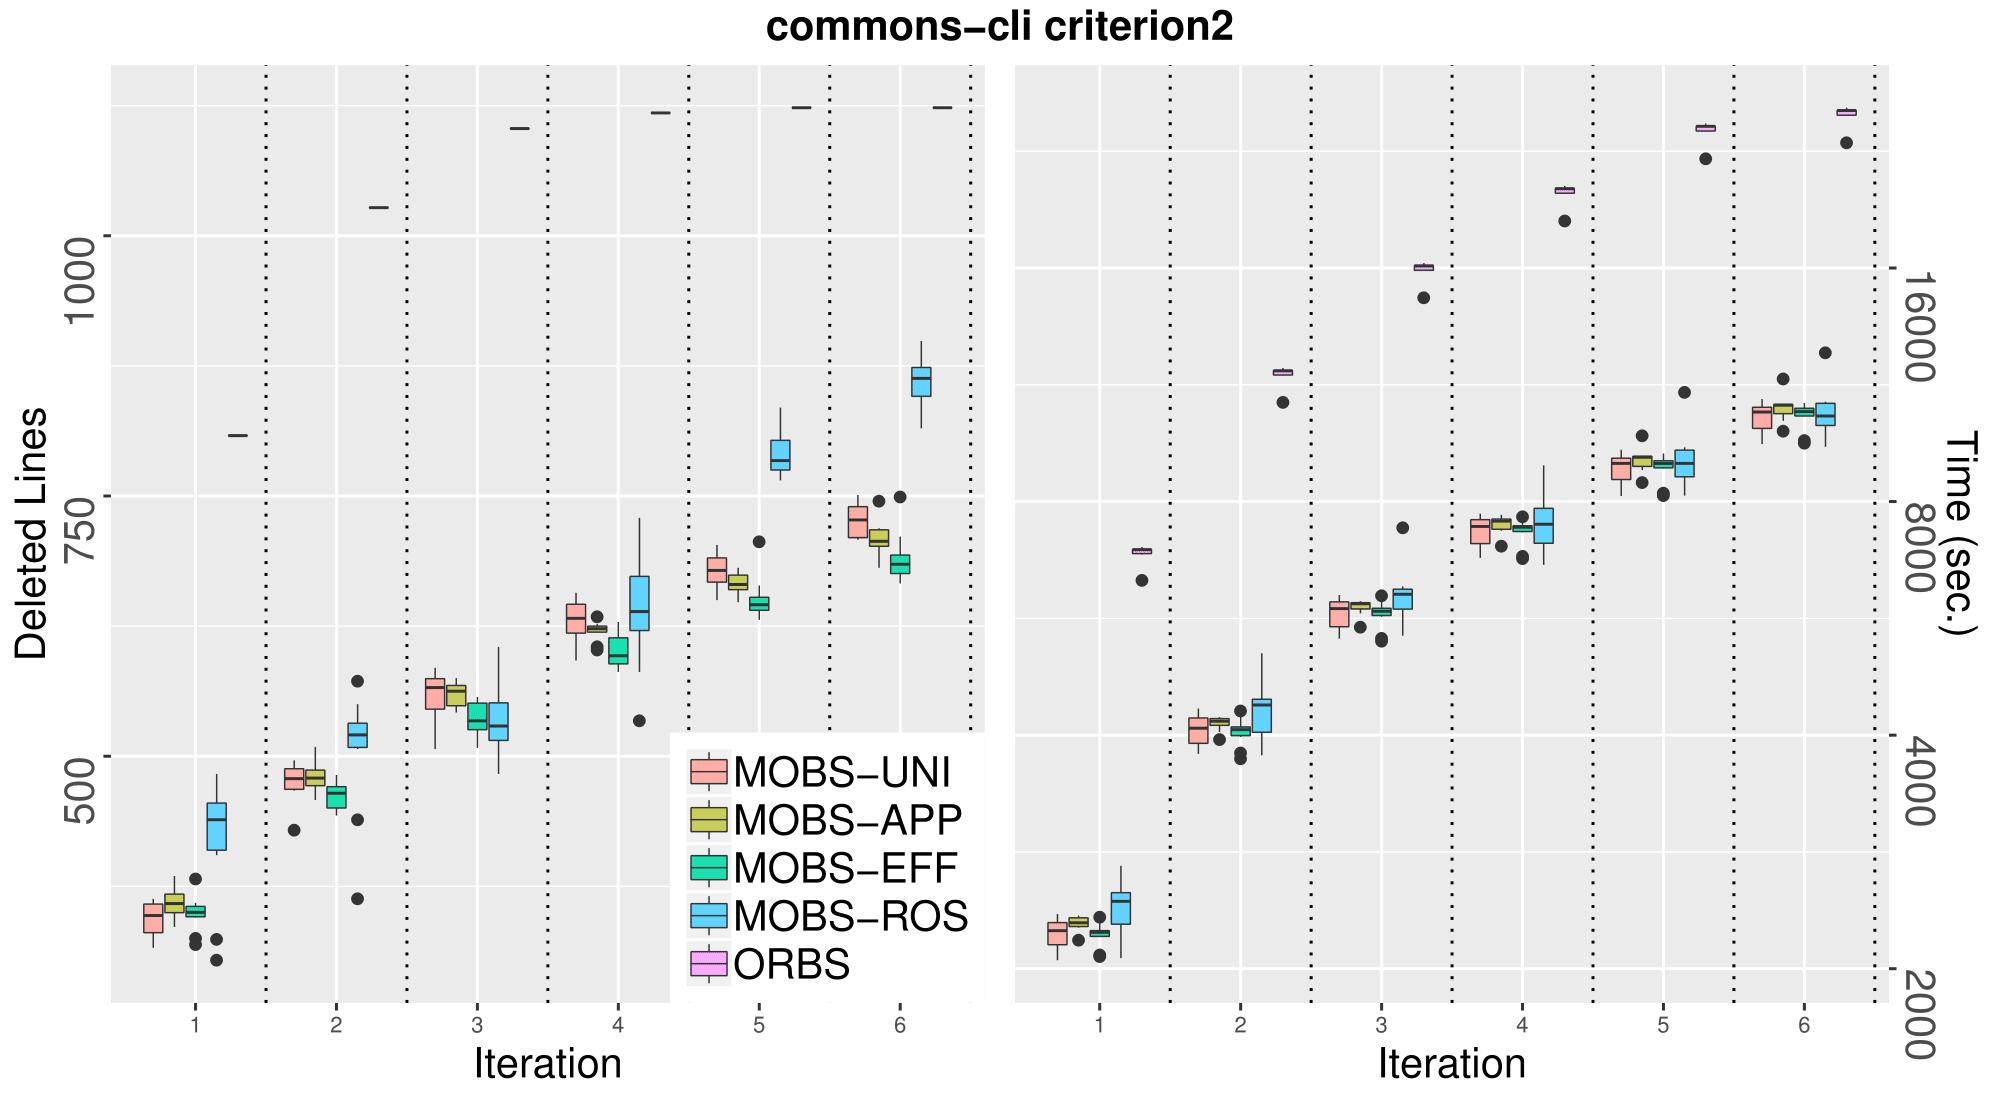 commons−cli criterion2
Deleted Lines
1000
750
500
1 2 3 4 5 6
Iteration
MOBS−UNI
MOBS−APP
MOBS−EFF
MOBS−ROS
ORBS
1 2 3 4 5 6
Iteration
16000
8000
4000
2000
Time (sec.)